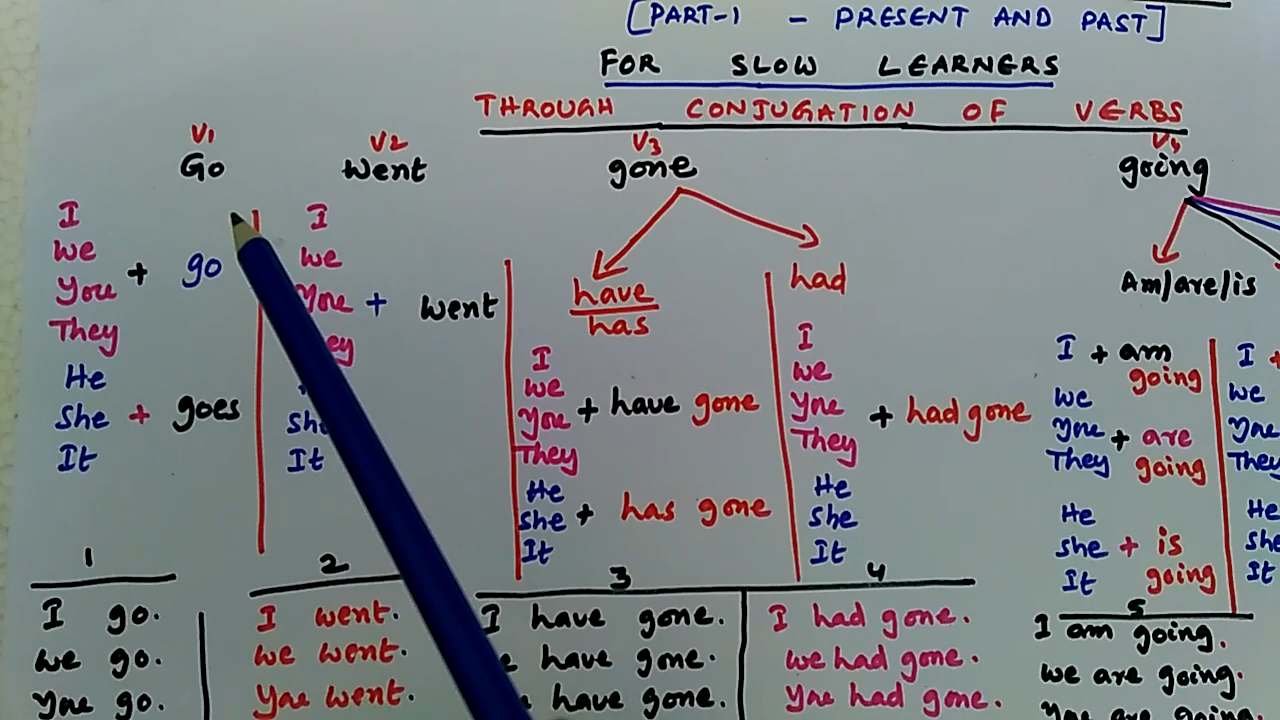 [PART-1 - PRESENT AND PAST]
FOR SLOW LEARNERS
THROUGH CONJUGATION OF VERBS
V1
Go
I
We
You
They
+ go
He
She
It
+ goes
V2
Went
I
We
You
+ went
She
It
V3
gone
have
has
I
We
You
They
+ have gone
He
She
It
+ has gone
had
I
We
You
They
He
She
It
+ had gone
going
Am/are/is
I + am going
We
You
They
+ are going
He
She
It
+ is going
I +
We
You
They
He
She
It
1
I go.
We go.
You go.
2
I went.
We went.
You went.
3
I have gone.
have gone.
have gone.
4
I had gone.
We had gone.
You had gone.
5
I am going.
We are going.
You are going.